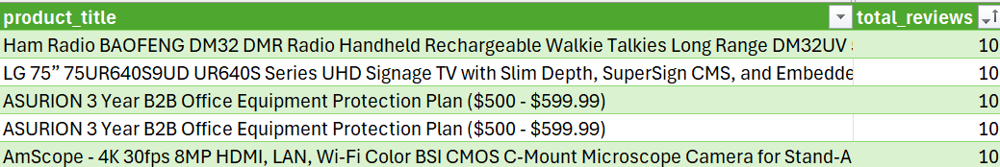 product_title total_reviews
Ham Radio BAOFENG DM32 DMR Radio Handheld Rechargeable Walkie Talkies Long Range DM32UV 10
LG 75” 75UR640S9UD UR640S Series UHD Signage TV with Slim Depth, SuperSign CMS, and Embedde 10
ASURION 3 Year B2B Office Equipment Protection Plan ($500 - $599.99) 10
ASURION 3 Year B2B Office Equipment Protection Plan ($500 - $599.99) 10
AmScope - 4K 30fps 8MP HDMI, LAN, Wi-Fi Color BSI CMOS C-Mount Microscope Camera for Stand-A 10